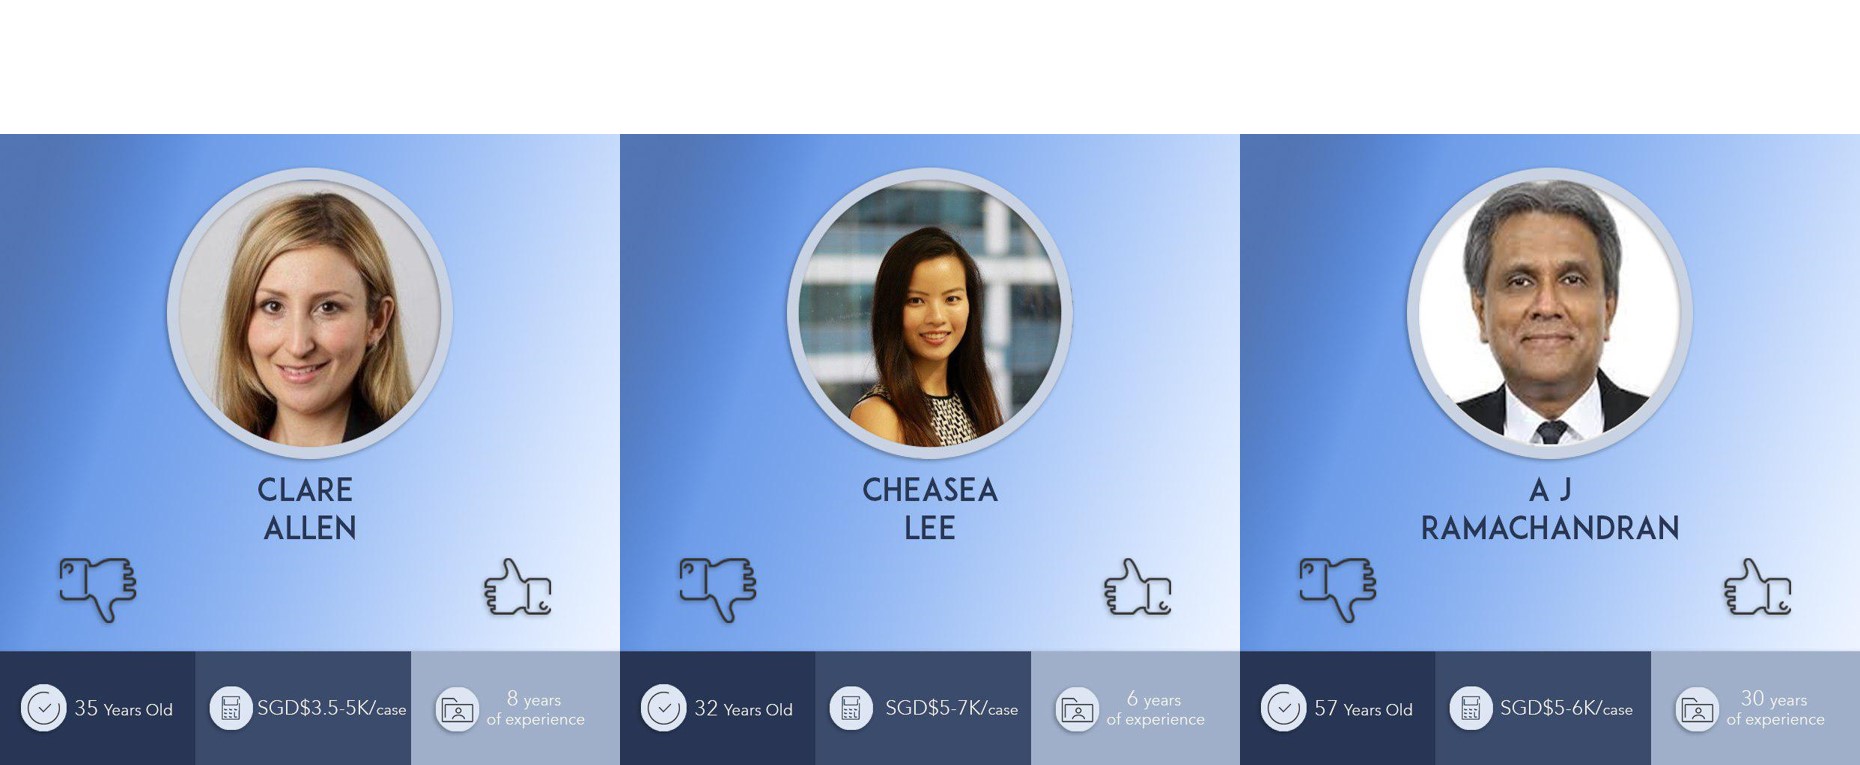 CLARE
ALLEN
35 Years Old
SGD$3.5-5K/case
8 years
of experience
CHEASEA
LEE
32 Years Old
SGD$5-7K/case
6 years
of experience
A J
RAMACHANDRAN
57 Years Old
SGD$5-6K/case
30 years
of experience